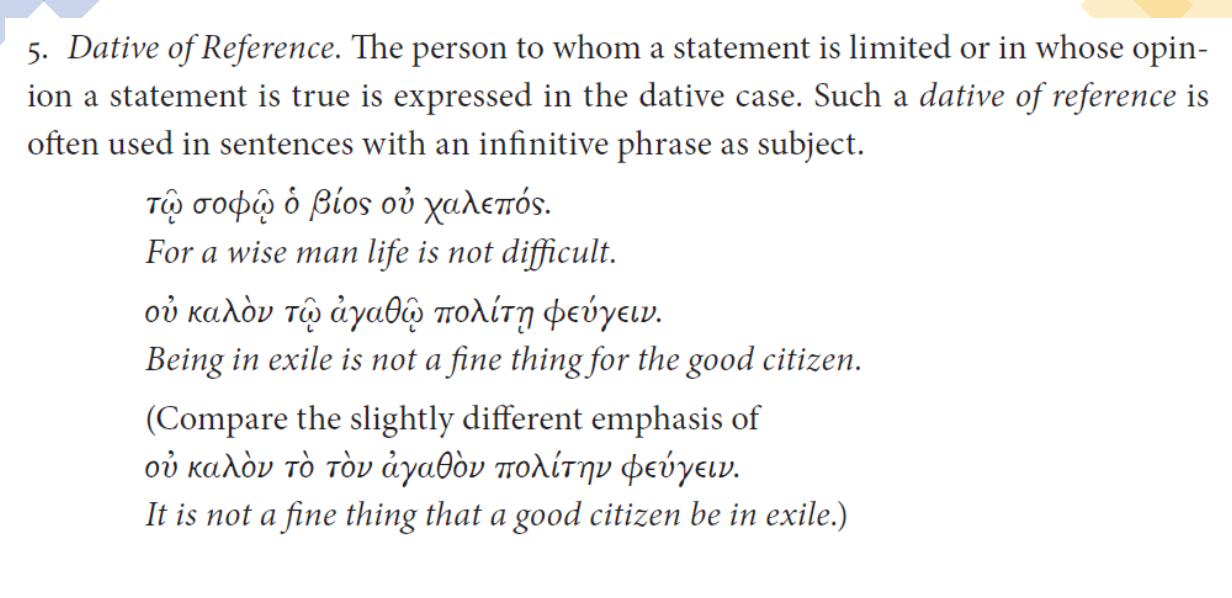 5. Dative of Reference. The person to whom a statement is limited or in whose opin-
ion a statement is true is expressed in the dative case. Such a dative of reference is
often used in sentences with an infinitive phrase as subject.
τῷ σοφῷ ὁ βίος οὐ χαλεπός.
For a wise man life is not difficult.
οὐ καλὸν τῷ ἀγαθῷ πολίτῃ φεύγειν.
Being in exile is not a fine thing for the good citizen.
(Compare the slightly different emphasis of
οὐ καλὸν τὸ τὸν ἀγαθὸν πολίτην φεύγειν.
It is not a fine thing that a good citizen be in exile.)